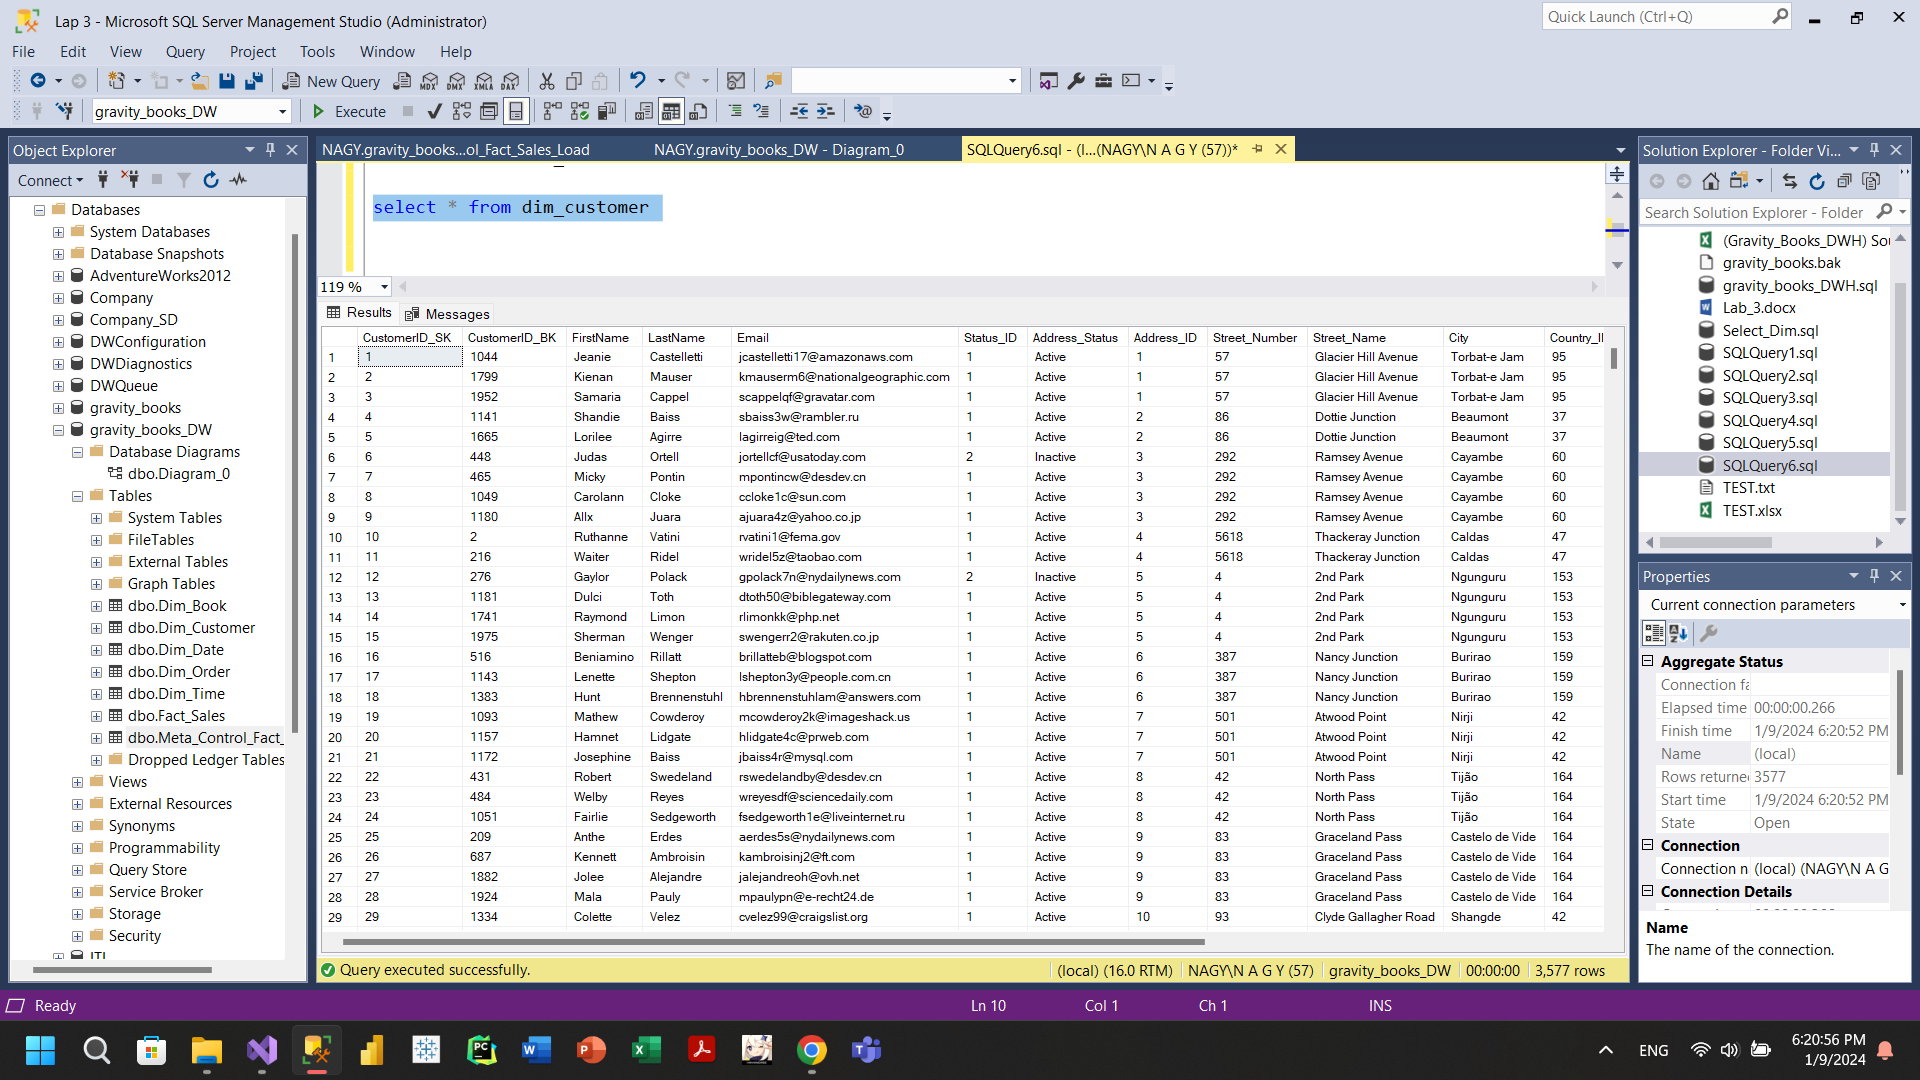 Lap 3 - Microsoft SQL Server Management Studio (Administrator)
Quick Launch (Ctrl+Q)
File Edit View Query Project Tools Window Help
New Query MDX DMX XMLA DAX
gravity_books_DW Execute
Object Explorer
Connect
Databases
System Databases
Database Snapshots
AdventureWorks2012
Company
Company_SD
DWConfiguration
DWDiagnostics
DWQueue
gravity_books
gravity_books_DW
Database Diagrams
dbo.Diagram_0
Tables
System Tables
FileTables
External Tables
Graph Tables
dbo.Dim_Book
dbo.Dim_Customer
dbo.Dim_Date
dbo.Dim_Order
dbo.Dim_Time
dbo.Fact_Sales
dbo.Meta_Control_Fact_
Dropped Ledger Tables
Views
External Resources
Synonyms
Programmability
Query Store
Service Broker
Storage
Security
ITI
NAGY.gravity_books...ol_Fact_Sales_Load NAGY.gravity_books_DW - Diagram_0 SQLQuery6.sql - (l...(NAGY\N A G Y (57))*
select * from dim_customer
119 %
Results Messages
CustomerID_SK CustomerID_BK FirstName LastName Email Status_ID Address_Status Address_ID Street_Number Street_Name City Country_I
1 1 1044 Jeanie Castelletti jcastelletti17@amazonaws.com 1 Active 1 57 Glacier Hill Avenue Torbat-e Jam 95
2 2 1799 Kienan Mauser kmauserm6@nationalgeographic.com 1 Active 1 57 Glacier Hill Avenue Torbat-e Jam 95
3 3 1952 Samaria Cappel scappelqf@gravatar.com 1 Active 1 57 Glacier Hill Avenue Torbat-e Jam 95
4 4 1141 Shandie Baiss sbaiss3w@rambler.ru 1 Active 2 86 Dottie Junction Beaumont 37
5 5 1665 Lorilee Agirre lagirreig@ted.com 1 Active 2 86 Dottie Junction Beaumont 37
6 6 448 Judas Ortell jortellcf@usatoday.com 2 Inactive 3 292 Ramsey Avenue Cayambe 60
7 7 465 Micky Pontin mpontincw@desdev.cn 1 Active 3 292 Ramsey Avenue Cayambe 60
8 8 1049 Carolann Cloke ccloke1c@sun.com 1 Active 3 292 Ramsey Avenue Cayambe 60
9 9 1180 Allx Juara ajuara4z@yahoo.co.jp 1 Active 3 292 Ramsey Avenue Cayambe 60
10 10 2 Ruthanne Vatini rvatini1@fema.gov 1 Active 4 5618 Thackeray Junction Caldas 47
11 11 216 Waiter Ridel wridel5z@taobao.com 1 Active 4 5618 Thackeray Junction Caldas 47
12 12 276 Gaylor Polack gpolack7n@nydailynews.com 2 Inactive 5 4 2nd Park Ngunguru 153
13 13 1181 Dulci Toth dtoth50@biblegateway.com 1 Active 5 4 2nd Park Ngunguru 153
14 14 1741 Raymond Limon rlimonkk@php.net 1 Active 5 4 2nd Park Ngunguru 153
15 15 1975 Sherman Wenger swengerr2@rakuten.co.jp 1 Active 5 4 2nd Park Ngunguru 153
16 16 516 Beniamino Rillatt brillatteb@blogspot.com 1 Active 6 387 Nancy Junction Burirao 159
17 17 1143 Lenette Shepton lshepton3y@people.com.cn 1 Active 6 387 Nancy Junction Burirao 159
18 18 1383 Hunt Brennenstuhl hbrennenstuhlam@answers.com 1 Active 6 387 Nancy Junction Burirao 159
19 19 1093 Mathew Cowderoy mcowderoy2k@imageshack.us 1 Active 7 501 Atwood Point Nirji 42
20 20 1157 Hamnet Lidgate hlidgate4c@prweb.com 1 Active 7 501 Atwood Point Nirji 42
21 21 1172 Josephine Baiss jbaiss4r@mysql.com 1 Active 7 501 Atwood Point Nirji 42
22 22 431 Robert Swedeland rswedelandby@desdev.cn 1 Active 8 42 North Pass Tijão 164
23 23 484 Welby Reyes wreyesdf@sciencedaily.com 1 Active 8 42 North Pass Tijão 164
24 24 1051 Fairlie Sedgeworth fsedgeworth1e@liveinternet.ru 1 Active 8 42 North Pass Tijão 164
25 25 209 Anthe Erdes aerdes5s@nydailynews.com 1 Active 9 83 Graceland Pass Castelo de Vide 164
26 26 687 Kennett Ambroisin kambroisinj2@ft.com 1 Active 9 83 Graceland Pass Castelo de Vide 164
27 27 1882 Jolee Alejandre jalejandreoh@ovh.net 1 Active 9 83 Graceland Pass Castelo de Vide 164
28 28 1924 Mala Pauly mpaulypn@e-recht24.de 1 Active 9 83 Graceland Pass Castelo de Vide 164
29 29 1334 Colette Velez cvelez99@craigslist.org 1 Active 10 93 Clyde Gallagher Road Shangde 42
Query executed successfully. (local) (16.0 RTM) NAGY\N A G Y (57) gravity_books_DW 00:00:00 3,577 rows
Solution Explorer - Folder Vi...
Search Solution Explorer - Folder
(Gravity_Books_DWH) Sou
gravity_books.bak
gravity_books_DWH.sql
Lab_3.docx
Select_Dim.sql
SQLQuery1.sql
SQLQuery2.sql
SQLQuery3.sql
SQLQuery4.sql
SQLQuery5.sql
SQLQuery6.sql
TEST.txt
TEST.xlsx
Properties
Current connection parameters
Aggregate Status
Connection fa
Elapsed time 00:00:00.266
Finish time 1/9/2024 6:20:52 PM
Name (local)
Rows returne 3577
Start time 1/9/2024 6:20:52 PM
State Open
Connection
Connection n (local) (NAGY\N A G
Connection Details
Name
The name of the connection.
Ready Ln 10 Col 1 Ch 1 INS
ENG
6:20:56 PM
1/9/2024